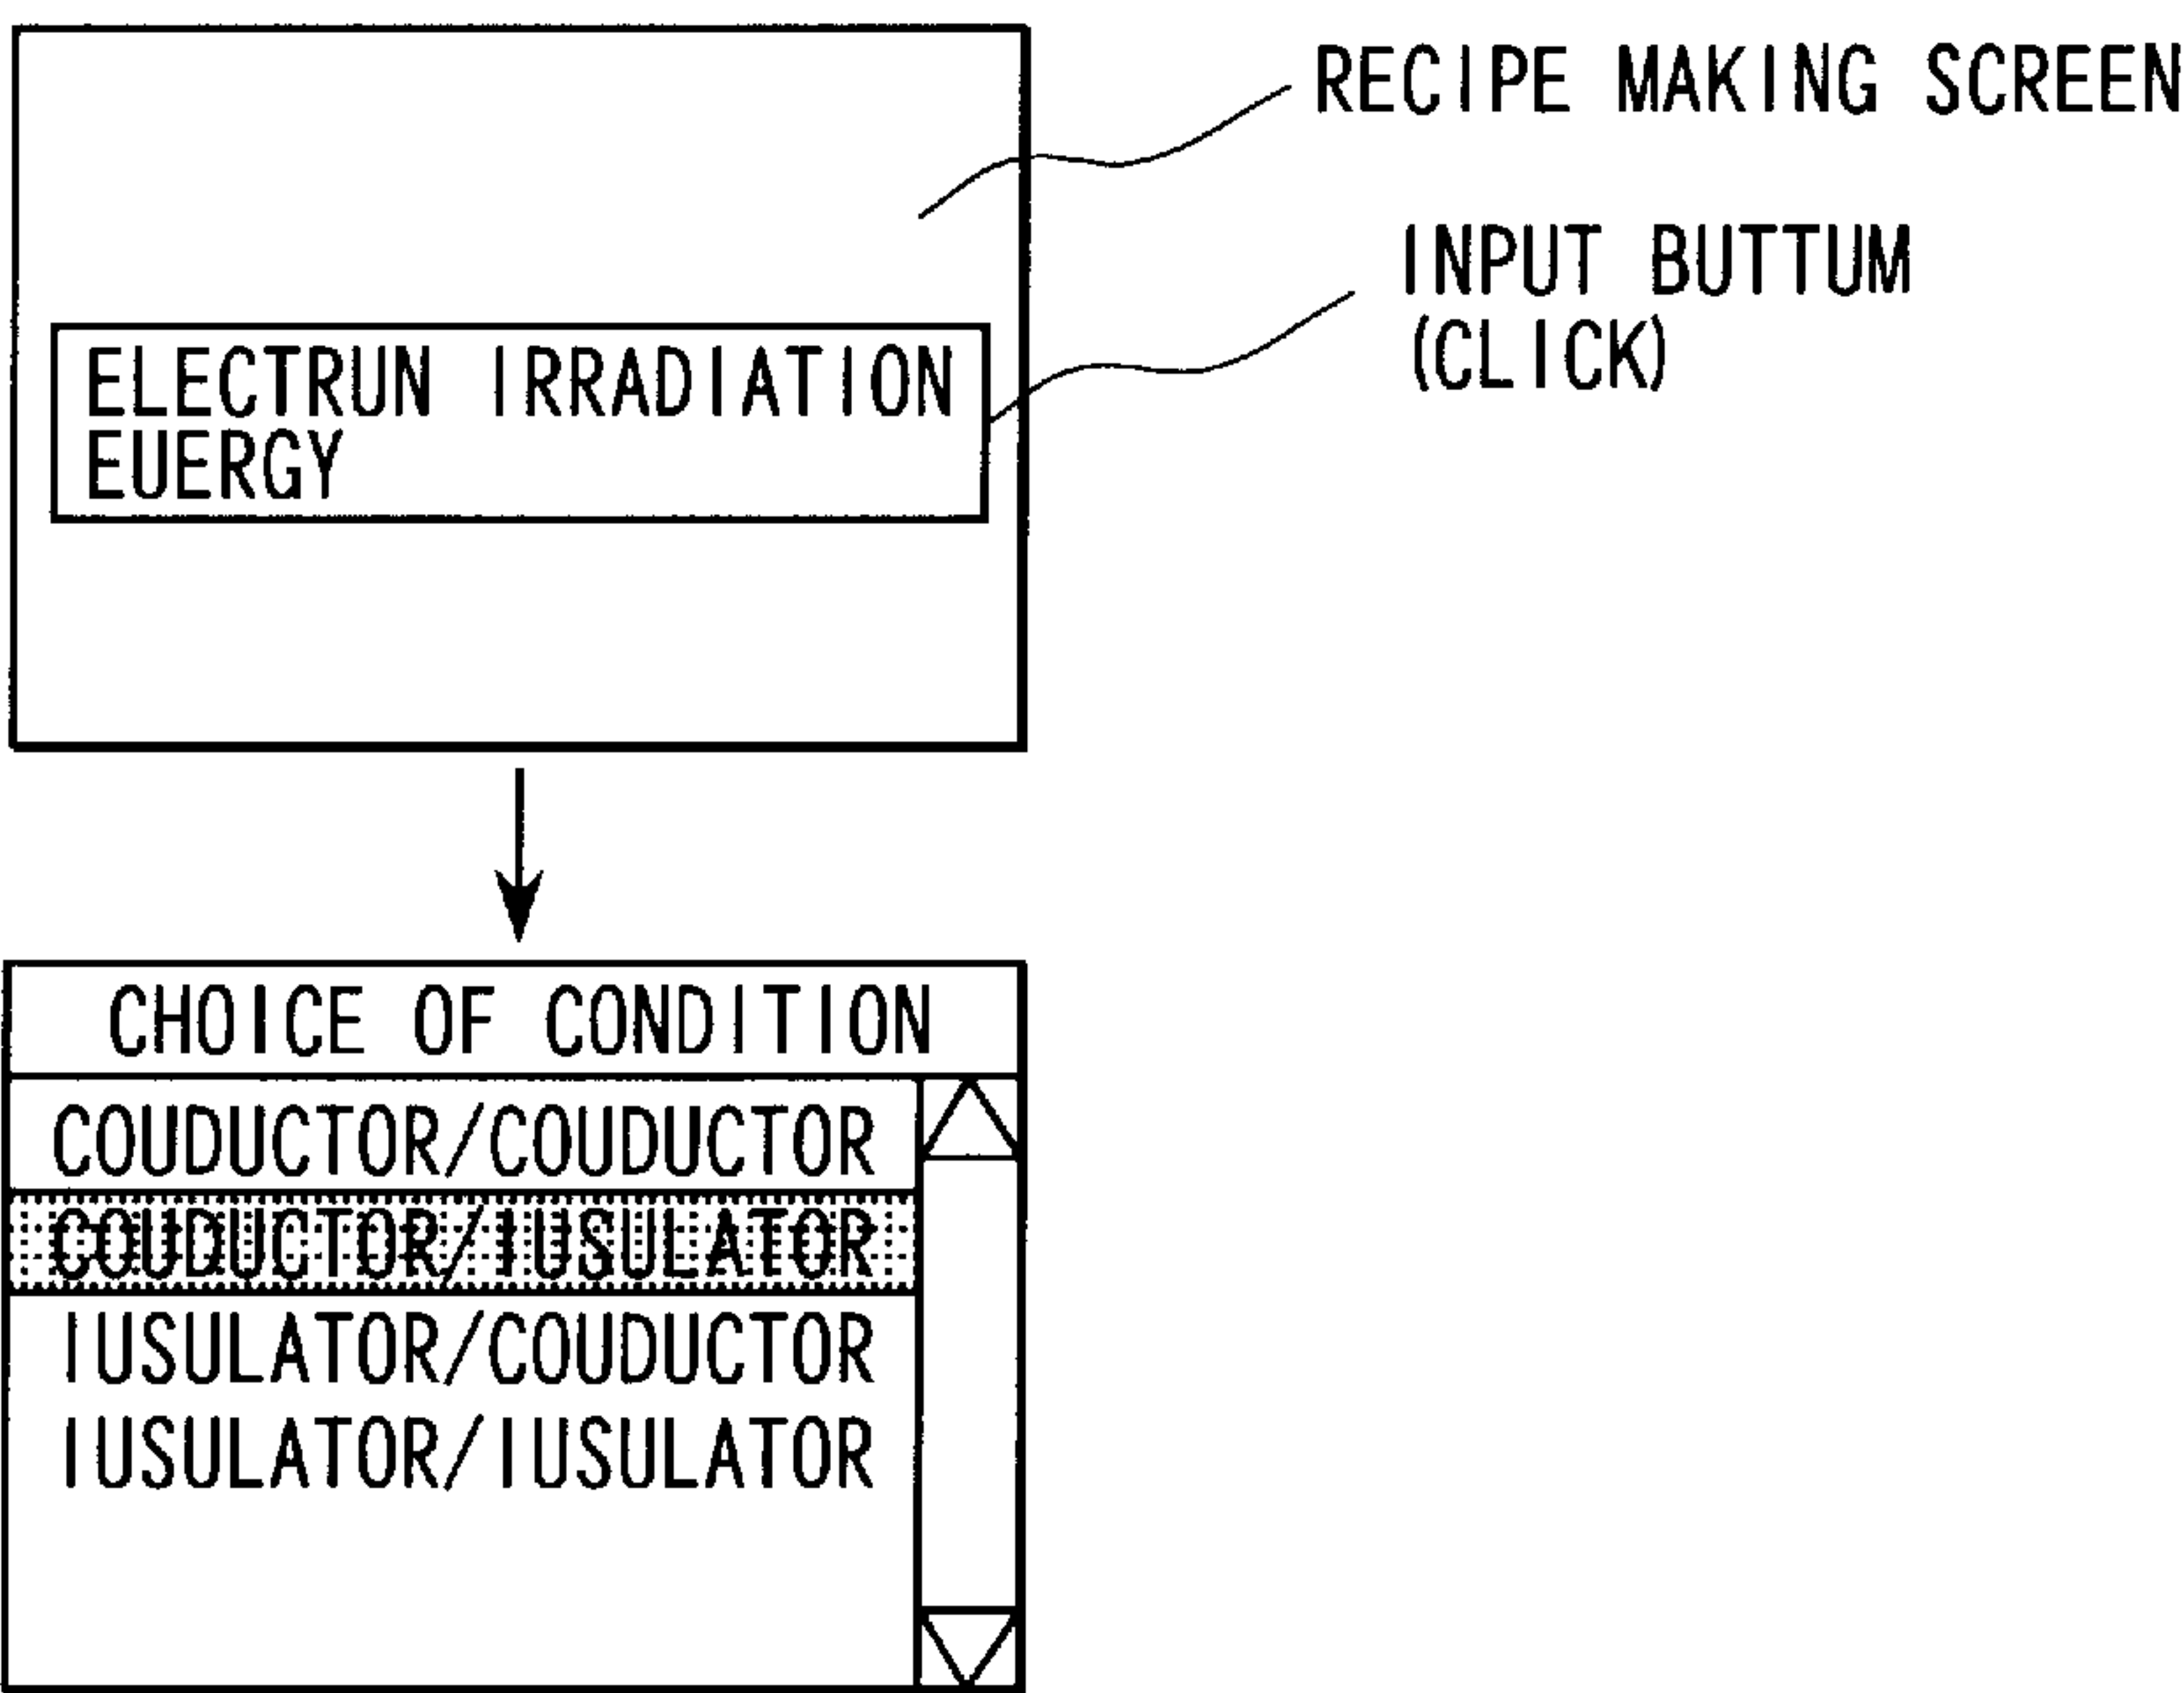 RECIPE MAKING SCREEN
INPUT BUTTUM
(CLICK)
ELECTRUN IRRADIATION
EUERGY
CHOICE OF CONDITION
COUDUCTOR/COUDUCTOR
COUDUCTOR/IUSULATOR
IUSULATOR/COUDUCTOR
IUSULATOR/IUSULATOR